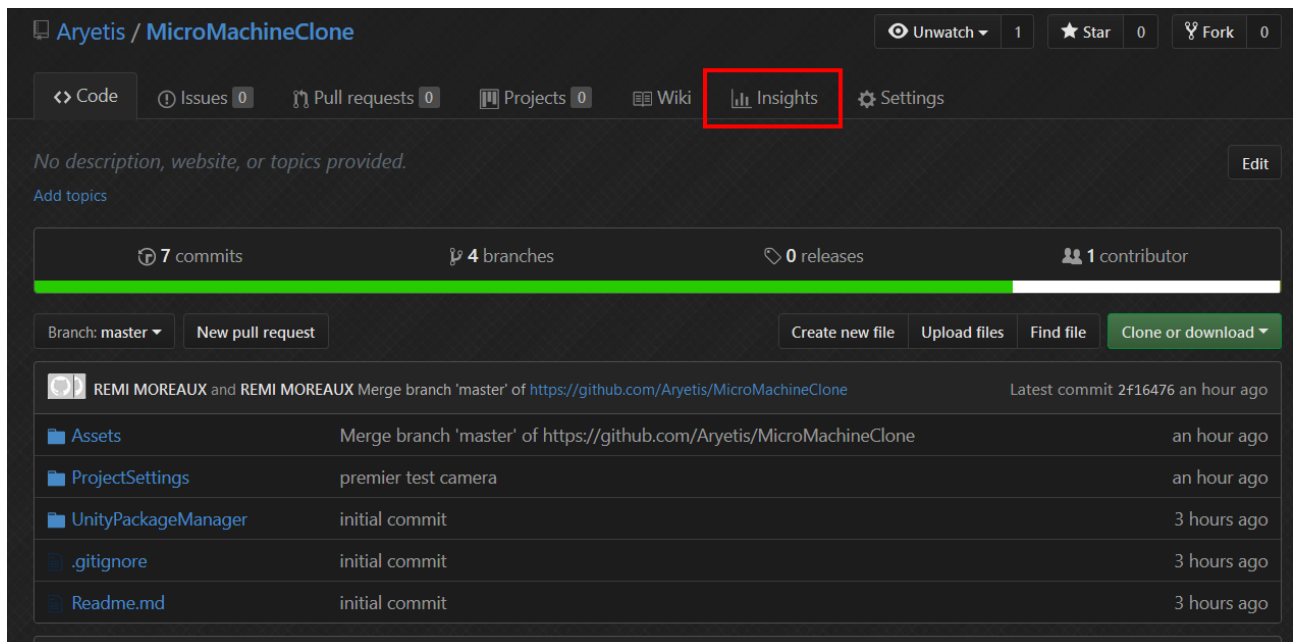 Aryetis / MicroMachineClone Unwatch 1 Star 0 Fork 0
Code Issues 0 Pull requests 0 Projects 0 Wiki Insights Settings
No description, website, or topics provided. Edit
Add topics
7 commits 4 branches 0 releases 1 contributor
Branch: master New pull request Create new file Upload files Find file Clone or download
REMI MOREAUX and REMI MOREAUX Merge branch 'master' of https://github.com/Aryetis/MicroMachineClone Latest commit 2f16476 an hour ago
Assets Merge branch 'master' of https://github.com/Aryetis/MicroMachineClone an hour ago
ProjectSettings premier test camera an hour ago
UnityPackageManager initial commit 3 hours ago
.gitignore initial commit 3 hours ago
Readme.md initial commit 3 hours ago